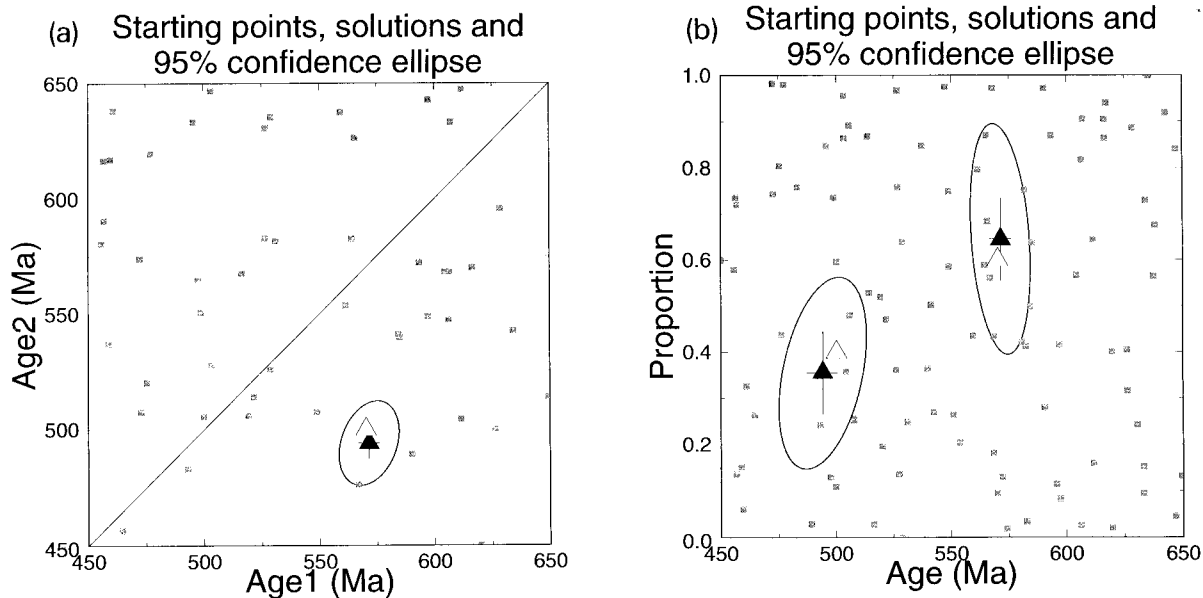 (a) Starting points, solutions and
95% confidence ellipse
650
600
550
500
450
Age2 (Ma)
450 500 550 600 650
Age1 (Ma)
(b) Starting points, solutions and
95% confidence ellipse
1.0
0.8
0.6
0.4
0.2
0.0
Proportion
450 500 550 600 650
Age (Ma)